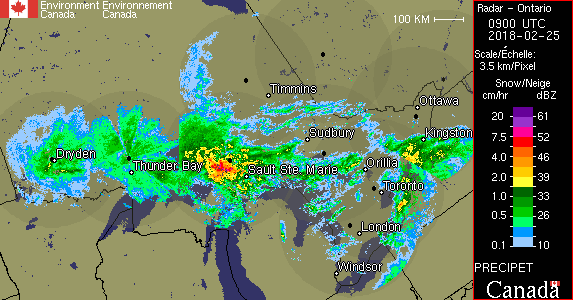 Environment Environnement
Canada Canada
100 KM
Timmins
Ottawa
Sudbury
Kingston
Dryden
Thunder Bay
Sault Ste. Marie
Orillia
Toronto
London
Windsor
Radar - Ontario
0900 UTC
2018-02-25
Scale/Échelle:
3.5 km/Pixel
Snow/Neige
cm/hr dBZ
20 61
7.5 52
4.0 46
2.0 39
1.0 33
0.5 26
0.1 10
PRECIPET
Canada